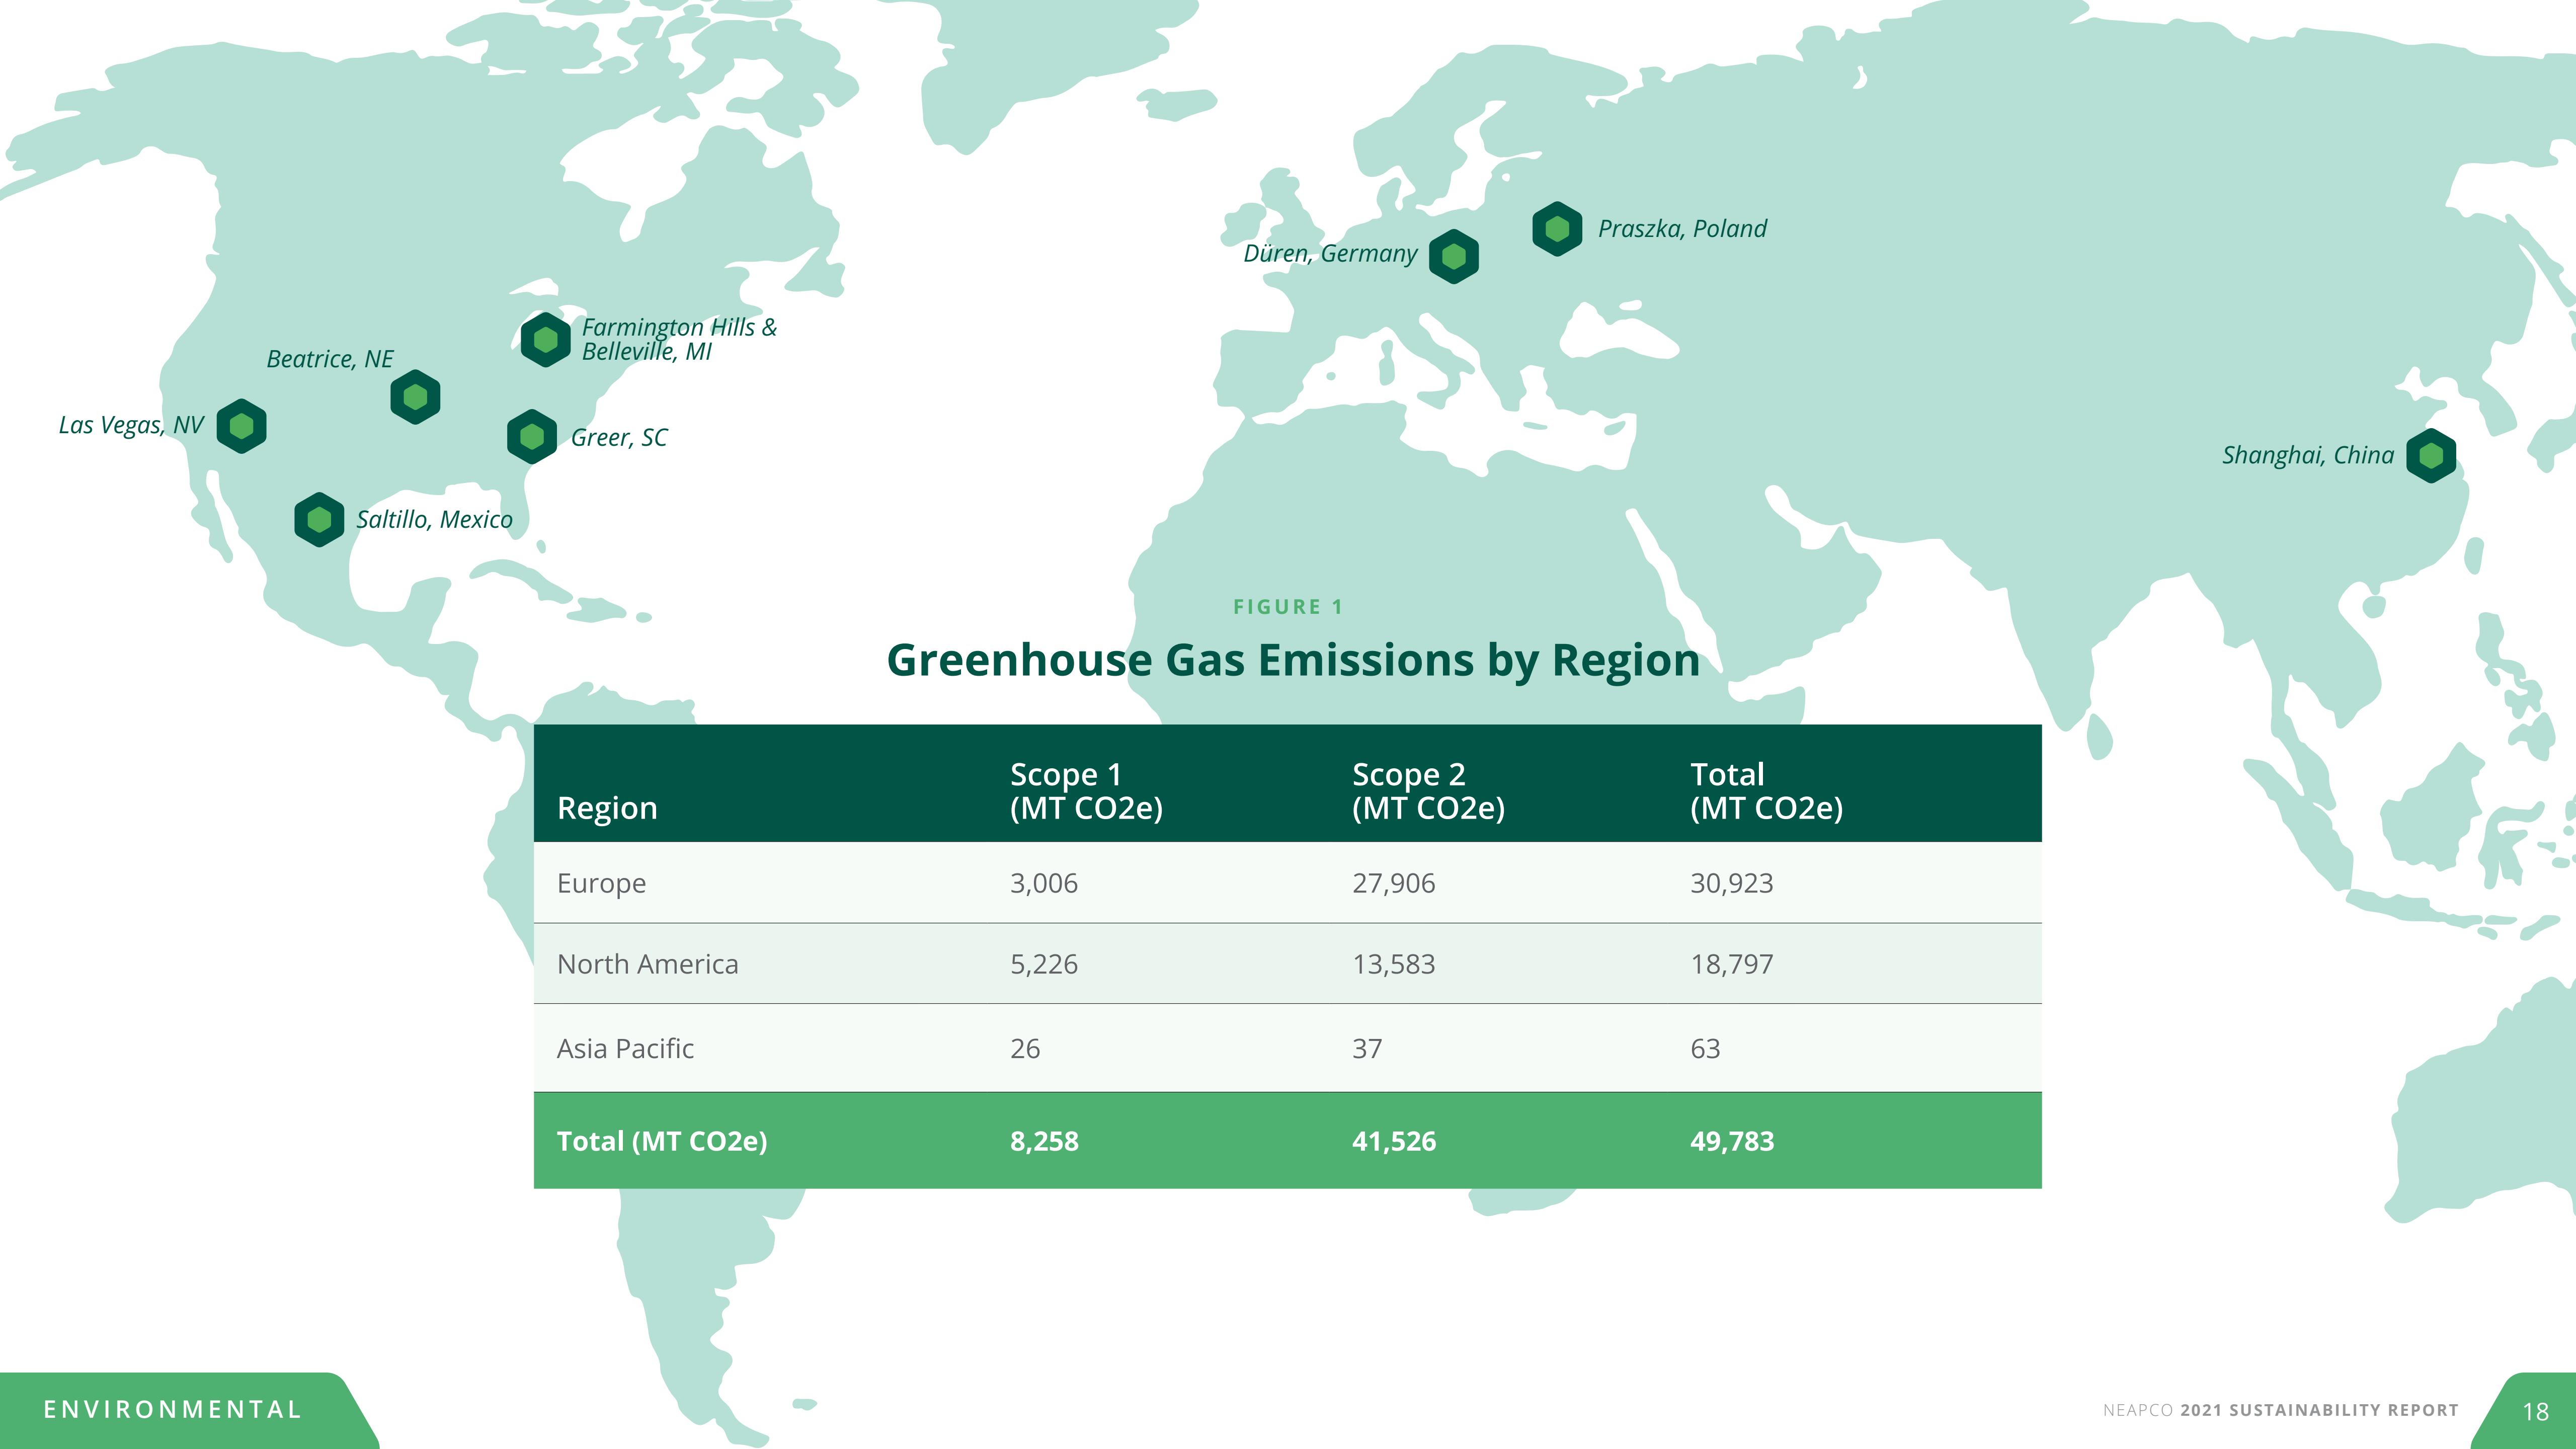 Praszka, Poland
Düren, Germany
Farmington Hills &
Belleville, MI
Beatrice, NE
Las Vegas, NV
Greer, SC
Shanghai, China
Saltillo, Mexico
FIGURE 1
Greenhouse Gas Emissions by Region
Region Scope 1 (MT CO2e) Scope 2 (MT CO2e) Total (MT CO2e)
Europe 3,006 27,906 30,923
North America 5,226 13,583 18,797
Asia Pacific 26 37 63
Total (MT CO2e) 8,258 41,526 49,783
ENVIRONMENTAL
NEAPCO 2021 SUSTAINABILITY REPORT 18